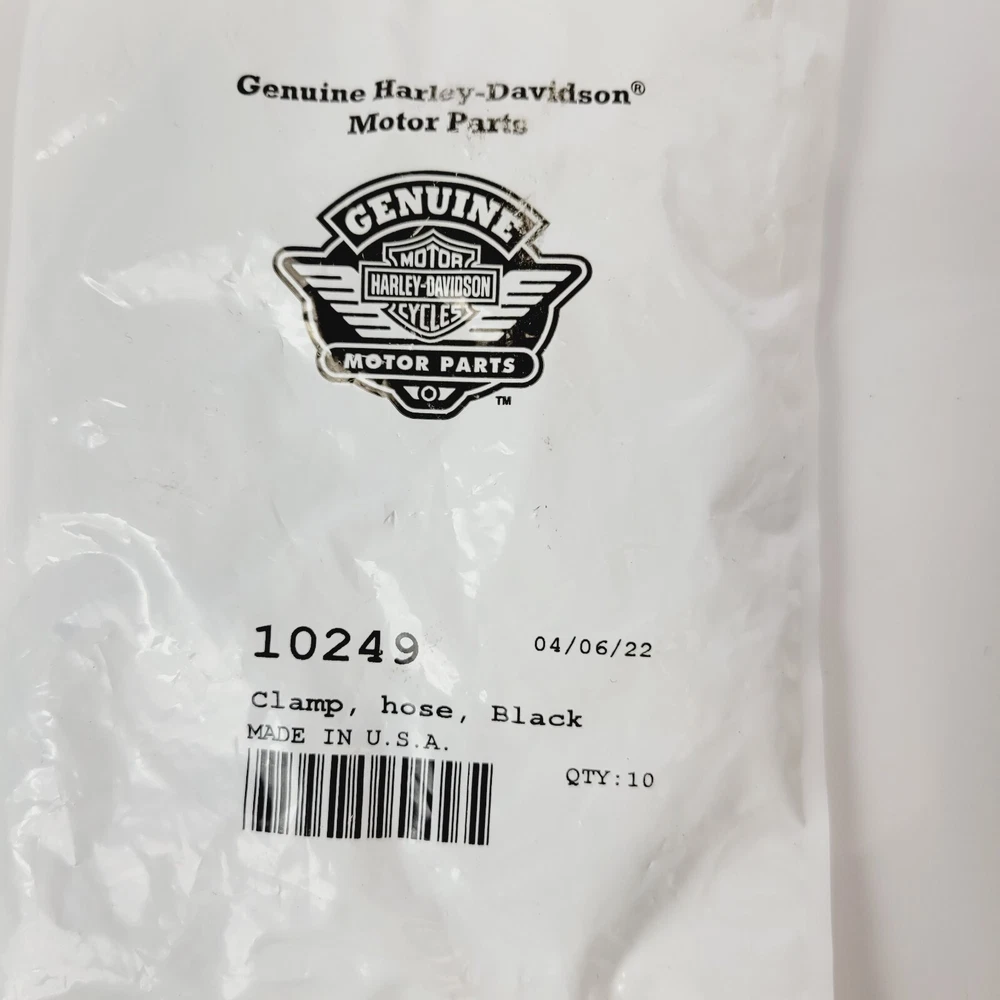 Genuine Harley-Davidson®
Motor Parts
GENUINE
MOTOR
HARLEY-DAVIDSON
CYCLES
MOTOR PARTS
TM
10249 04/06/22
Clamp, hose, Black
MADE IN U.S.A.
QTY:10